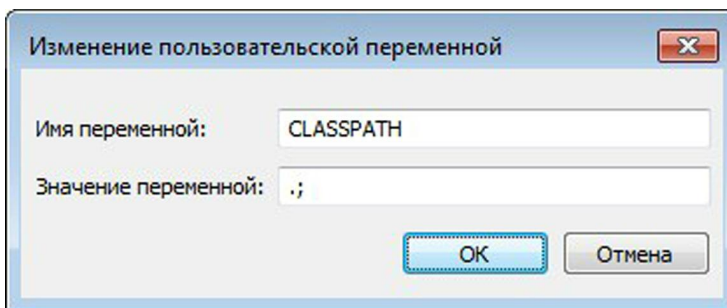 Изменение пользовательской переменной
Имя переменной: CLASSPATH
Значение переменной: .;
OK Отмена